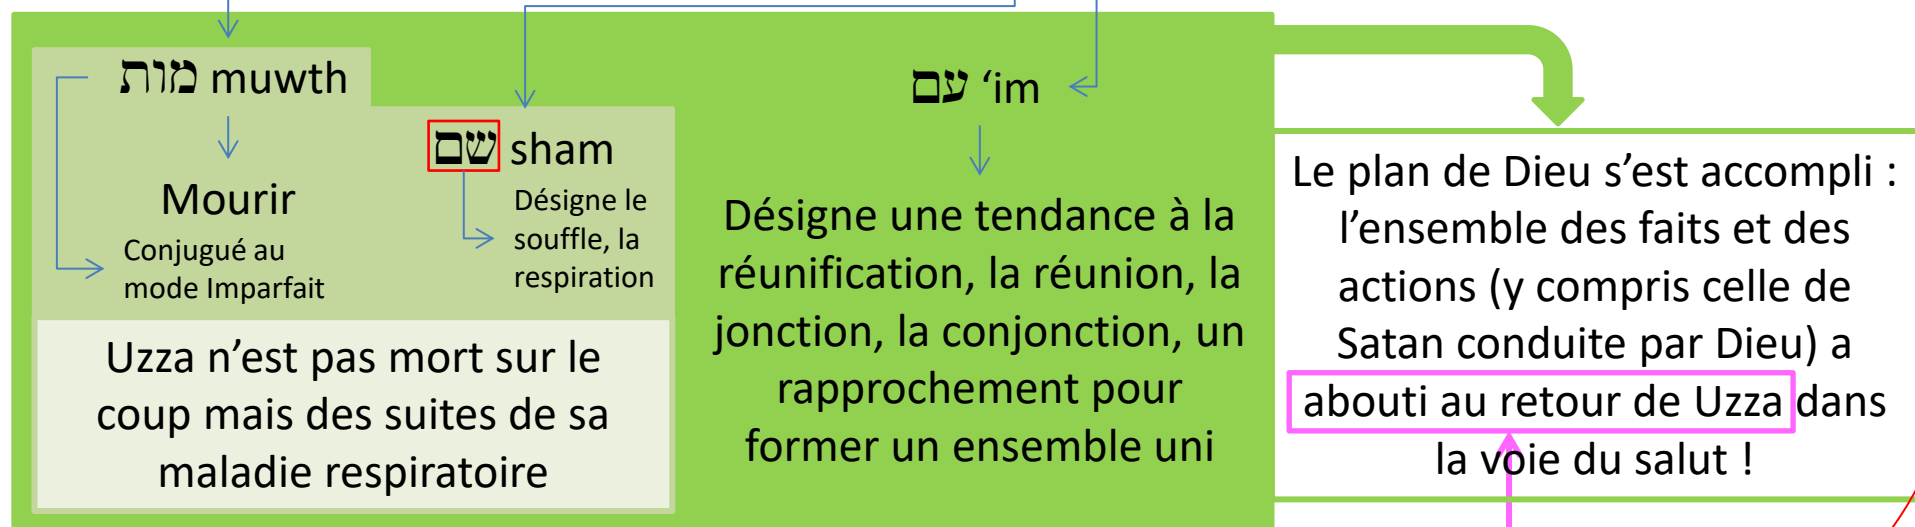 מות muwth
Mourir
Conjugué au
mode Imparfait
שם sham
Désigne le
souffle, la
respiration
Uzza n’est pas mort sur le
coup mais des suites de sa
maladie respiratoire
עם ‘im
Désigne une tendance à la
réunification, la réunion, la
jonction, la conjonction, un
rapprochement pour
former un ensemble uni
Le plan de Dieu s’est accompli :
l’ensemble des faits et des
actions (y compris celle de
Satan conduite par Dieu) a
abouti au retour de Uzza dans
la voie du salut !